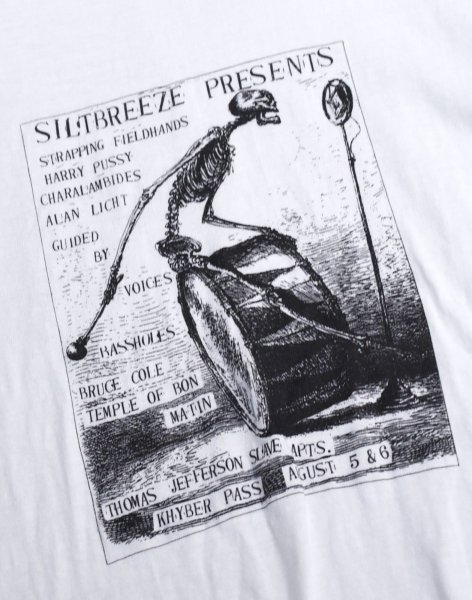 SILTBREEZE PRESENTS
STRAPPING FIELDHANDS
HARRY PUSSY
CHARALAMBIDES
ALAN LICHT
GUIDED
BY
VOICES
BASSHOLES
BRUCE COLE
TEMPLE OF BON
MATIN
THOMAS JEFFERSON SLAVE APTS.
KHYBER PASS AGUST 5 & 6